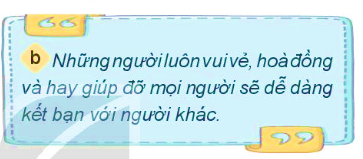 b Những người luôn vui vẻ, hoà đồng
và hay giúp đỡ mọi người sẽ dễ dàng
kết bạn với người khác.